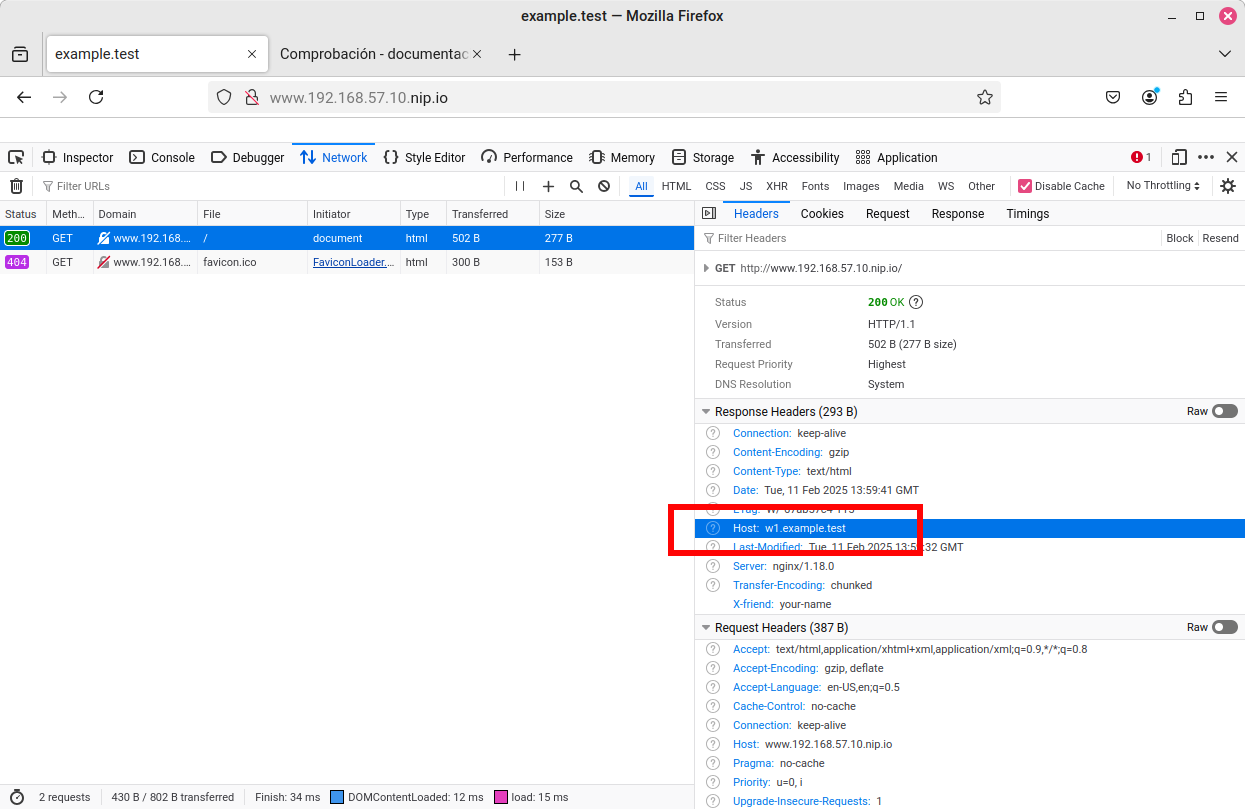 example.test — Mozilla Firefox
example.test
Comprobación - documentac
www.192.168.57.10.nip.io
Inspector Console Debugger Network Style Editor Performance Memory Storage Accessibility Application 1
Filter URLs All HTML CSS JS XHR Fonts Images Media WS Other Disable Cache No Throttling
Status Meth… Domain File Initiator Type Transferred Size
200 GET www.192.168.… / document html 502 B 277 B
404 GET www.192.168.… favicon.ico FaviconLoader.… html 300 B 153 B
Headers Cookies Request Response Timings
Filter Headers Block Resend
GET http://www.192.168.57.10.nip.io/
Status 200 OK
Version HTTP/1.1
Transferred 502 B (277 B size)
Request Priority Highest
DNS Resolution System
Response Headers (293 B) Raw
Connection: keep-alive
Content-Encoding: gzip
Content-Type: text/html
Date: Tue, 11 Feb 2025 13:59:41 GMT
Host: w1.example.test
Last-Modified: Tue, 11 Feb 2025 :32 GMT
Server: nginx/1.18.0
Transfer-Encoding: chunked
X-friend: your-name
Request Headers (387 B) Raw
Accept: text/html,application/xhtml+xml,application/xml;q=0.9,*/*;q=0.8
Accept-Encoding: gzip, deflate
Accept-Language: en-US,en;q=0.5
Cache-Control: no-cache
Connection: keep-alive
Host: www.192.168.57.10.nip.io
Pragma: no-cache
Priority: u=0, i
Upgrade-Insecure-Requests: 1
2 requests 430 B / 802 B transferred Finish: 34 ms DOMContentLoaded: 12 ms load: 15 ms